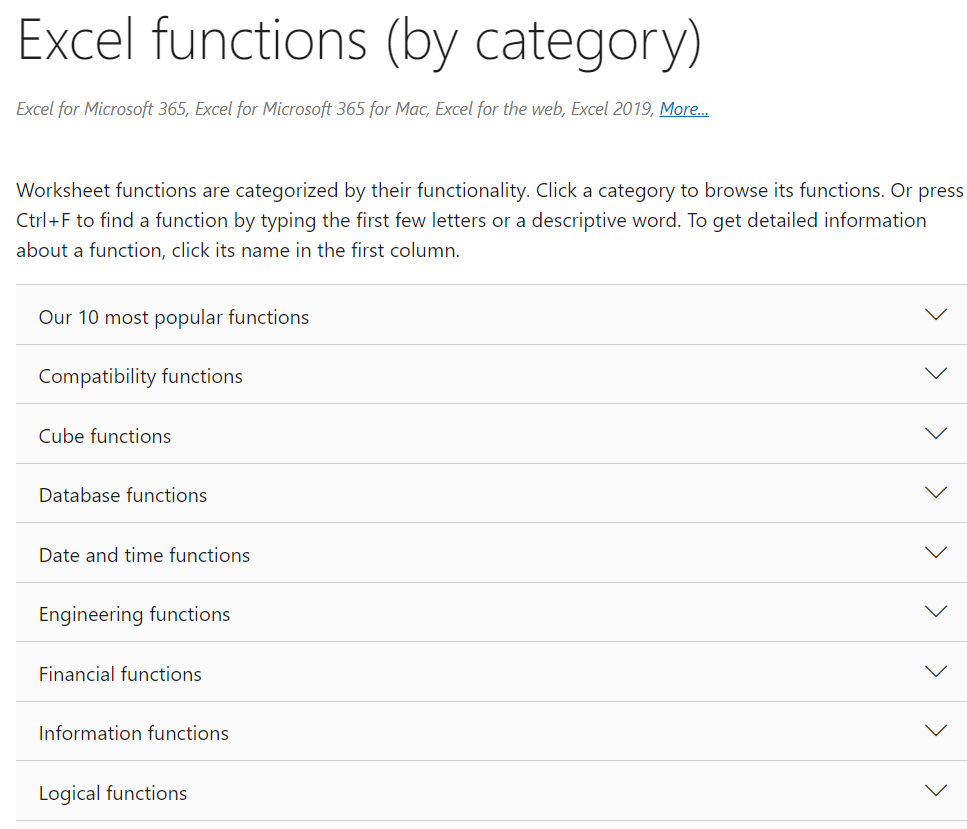 Excel functions (by category)
Excel for Microsoft 365, Excel for Microsoft 365 for Mac, Excel for the web, Excel 2019, More...
Worksheet functions are categorized by their functionality. Click a category to browse its functions. Or press
Ctrl+F to find a function by typing the first few letters or a descriptive word. To get detailed information
about a function, click its name in the first column.
Our 10 most popular functions
Compatibility functions
Cube functions
Database functions
Date and time functions
Engineering functions
Financial functions
Information functions
Logical functions